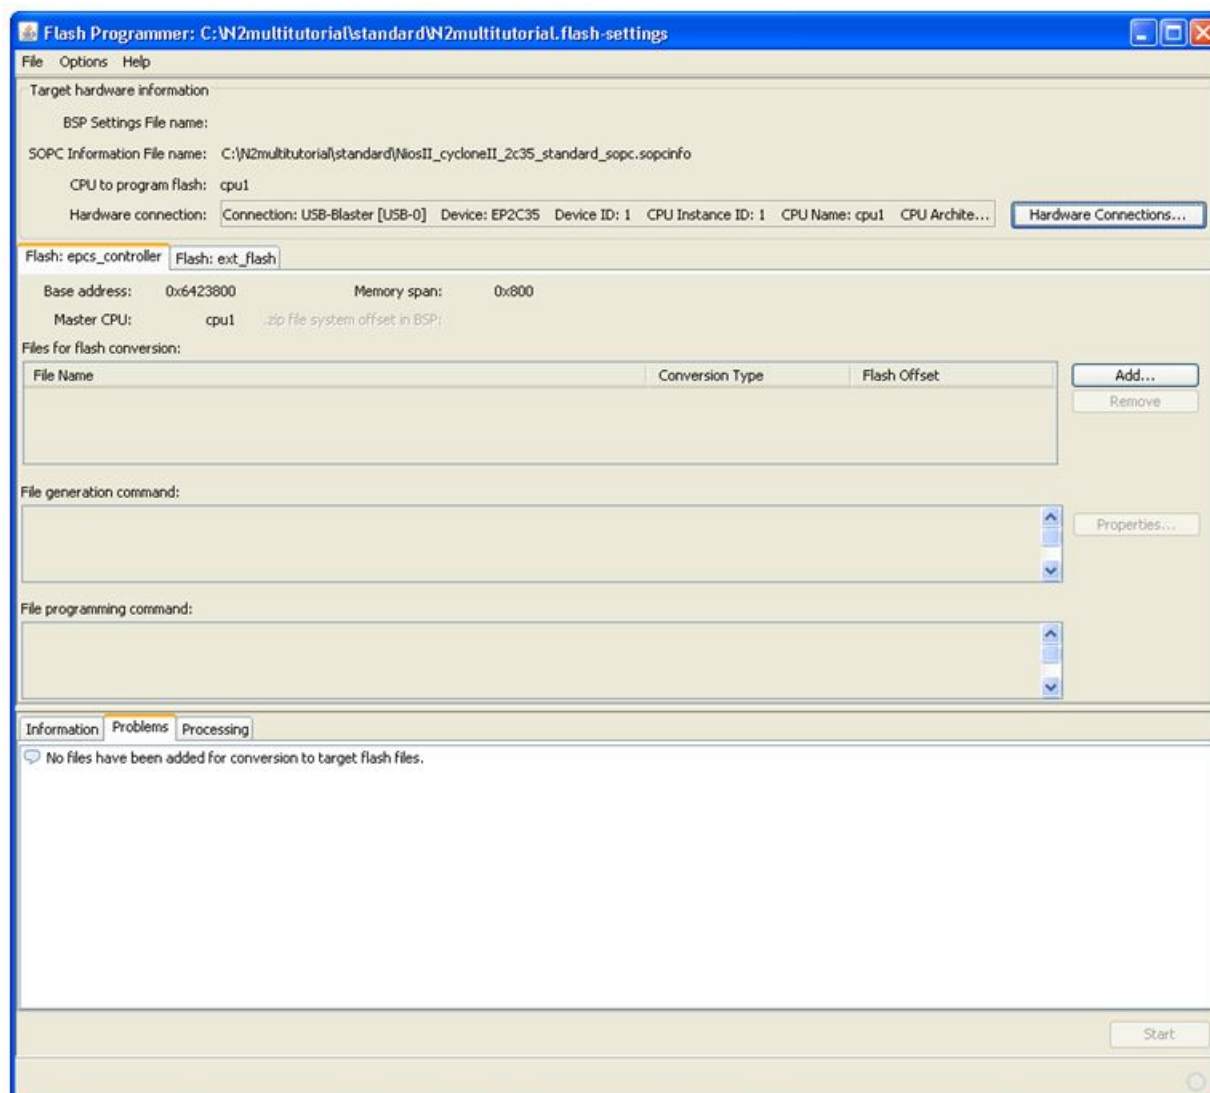 Flash Programmer: C:\N2multitutorial\standard\N2multitutorial.flash-settings
File Options Help
Target hardware information
BSP Settings File name:
SOPC Information File name: C:\N2multitutorial\standard\NiosII_cycloneII_2c35_standard_sopc.sopcinfo
CPU to program flash: cpu1
Hardware connection: Connection: USB-Blaster [USB-0] Device: EP2C35 Device ID: 1 CPU Instance ID: 1 CPU Name: cpu1 CPU Archite... Hardware Connections...
Flash: epcs_controller Flash: ext_flash
Base address: 0x6423800 Memory span: 0x800
Master CPU: cpu1 .zip file system offset in BSP:
Files for flash conversion:
File Name Conversion Type Flash Offset Add...
Remove
File generation command:
Properties...
File programming command:
Information Problems Processing
No files have been added for conversion to target flash files.
Start